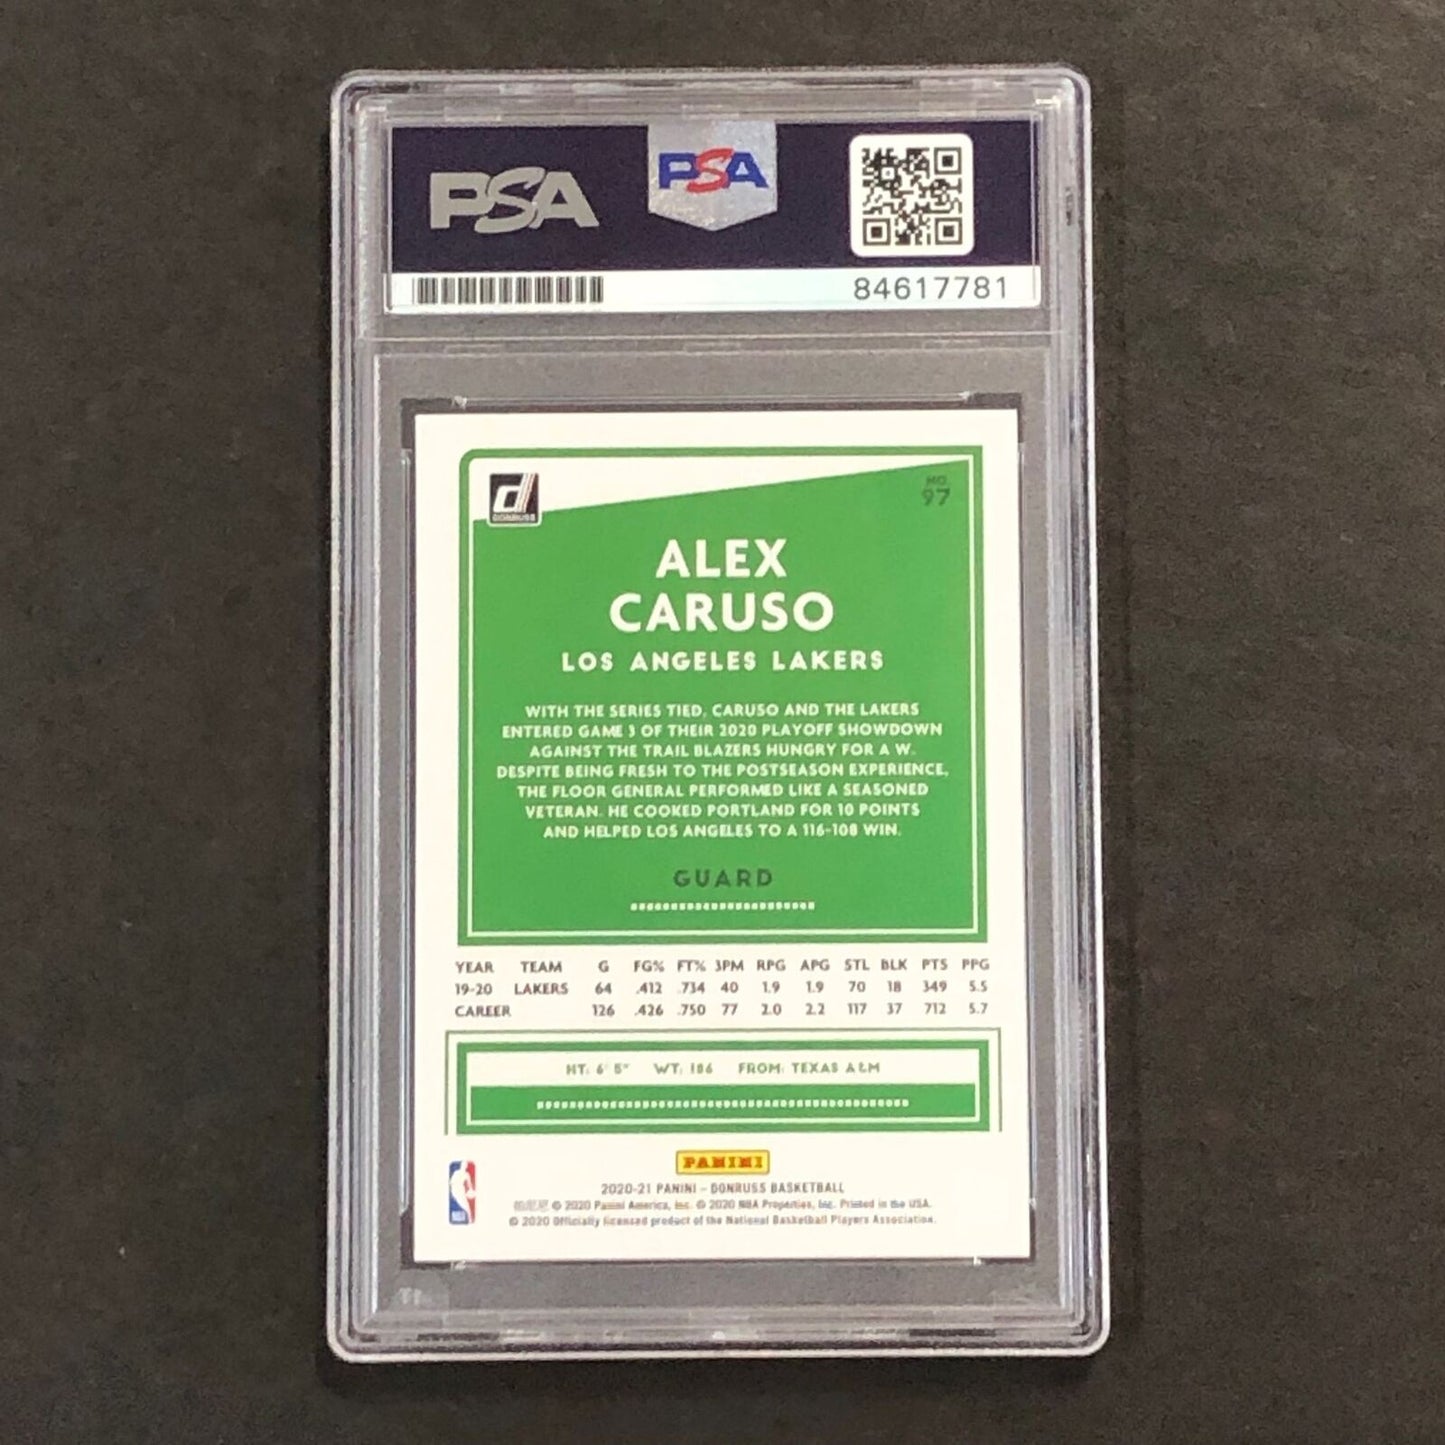 PSA
PSA
84617781
DONRUSS
NO.
97
ALEX
CARUSO
LOS ANGELES LAKERS
WITH THE SERIES TIED, CARUSO AND THE LAKERS
ENTERED GAME 3 OF THEIR 2020 PLAYOFF SHOWDOWN
AGAINST THE TRAIL BLAZERS HUNGRY FOR A W.
DESPITE BEING FRESH TO THE POSTSEASON EXPERIENCE,
THE FLOOR GENERAL PERFORMED LIKE A SEASONED
VETERAN. HE COOKED PORTLAND FOR 10 POINTS
AND HELPED LOS ANGELES TO A 116-108 WIN.
GUARD
YEAR TEAM G FG% FT% 3PM RPG APG STL BLK PTS PPG
19-20 LAKERS 64 .412 .734 40 1.9 1.9 70 18 349 5.5
CAREER 126 .426 .750 77 2.0 2.2 117 37 712 5.7
HT: 6' 5" WT: 186 FROM: TEXAS A&M
PANINI
2020-21 PANINI – DONRUSS BASKETBALL
帕尼尼 © 2020 Panini America, Inc. © 2020 NBA Properties, Inc. Printed in the USA.
© 2020 Officially licensed product of the National Basketball Players Association.
NBA